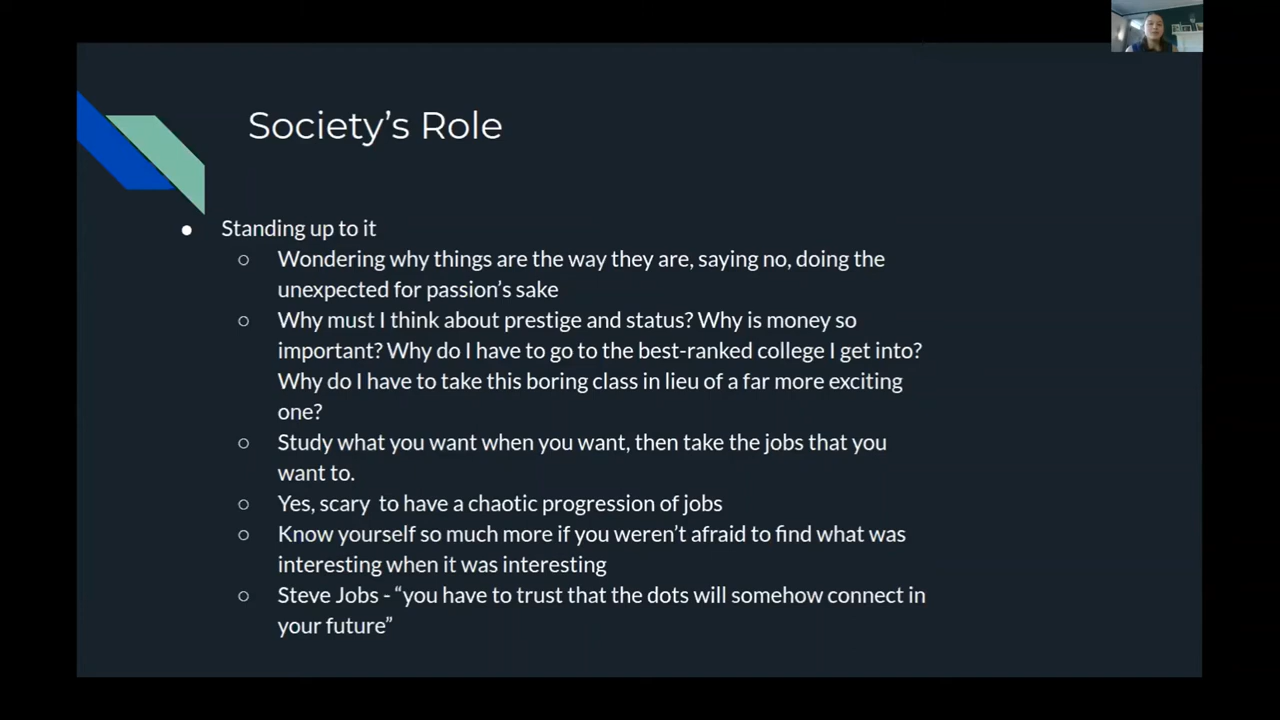 Society’s Role
● Standing up to it
○ Wondering why things are the way they are, saying no, doing the
unexpected for passion’s sake
○ Why must I think about prestige and status? Why is money so
important? Why do I have to go to the best-ranked college I get into?
Why do I have to take this boring class in lieu of a far more exciting
one?
○ Study what you want when you want, then take the jobs that you
want to.
○ Yes, scary  to have a chaotic progression of jobs
○ Know yourself so much more if you weren’t afraid to find what was
interesting when it was interesting
○ Steve Jobs - “you have to trust that the dots will somehow connect in
your future”